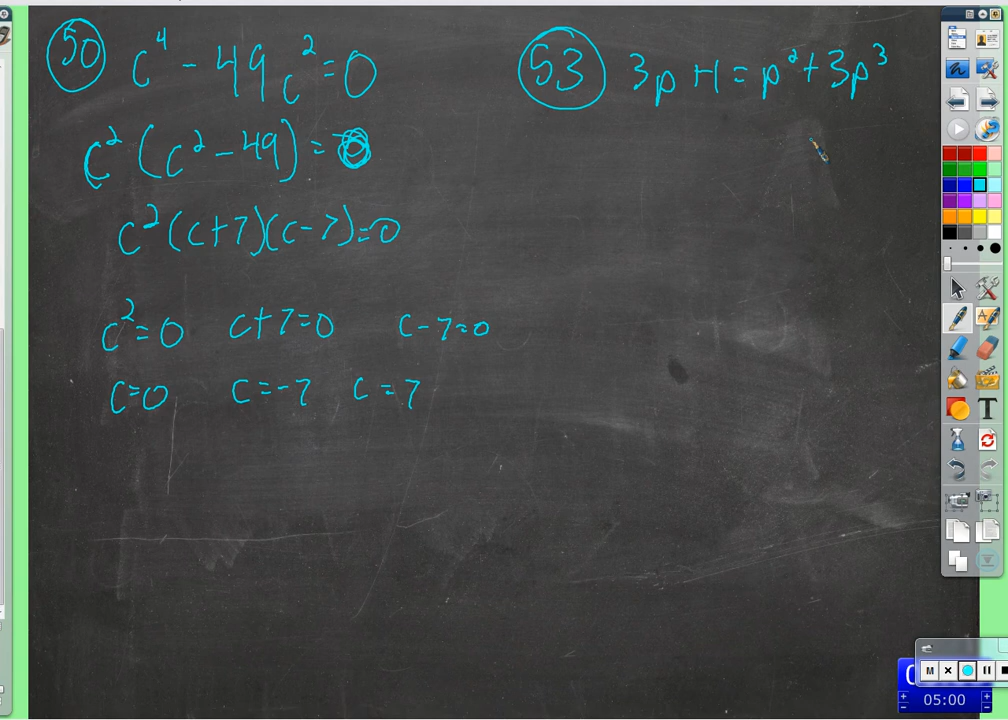 50 c⁴ - 49c² = 0
c² (c² - 49) = 0
c² (c+7)(c-7) = 0
c² = 0 c+7=0 c-7=0
c=0 c=-7 c=7
53 3p+1 = p² + 3p³
T
M
05:00